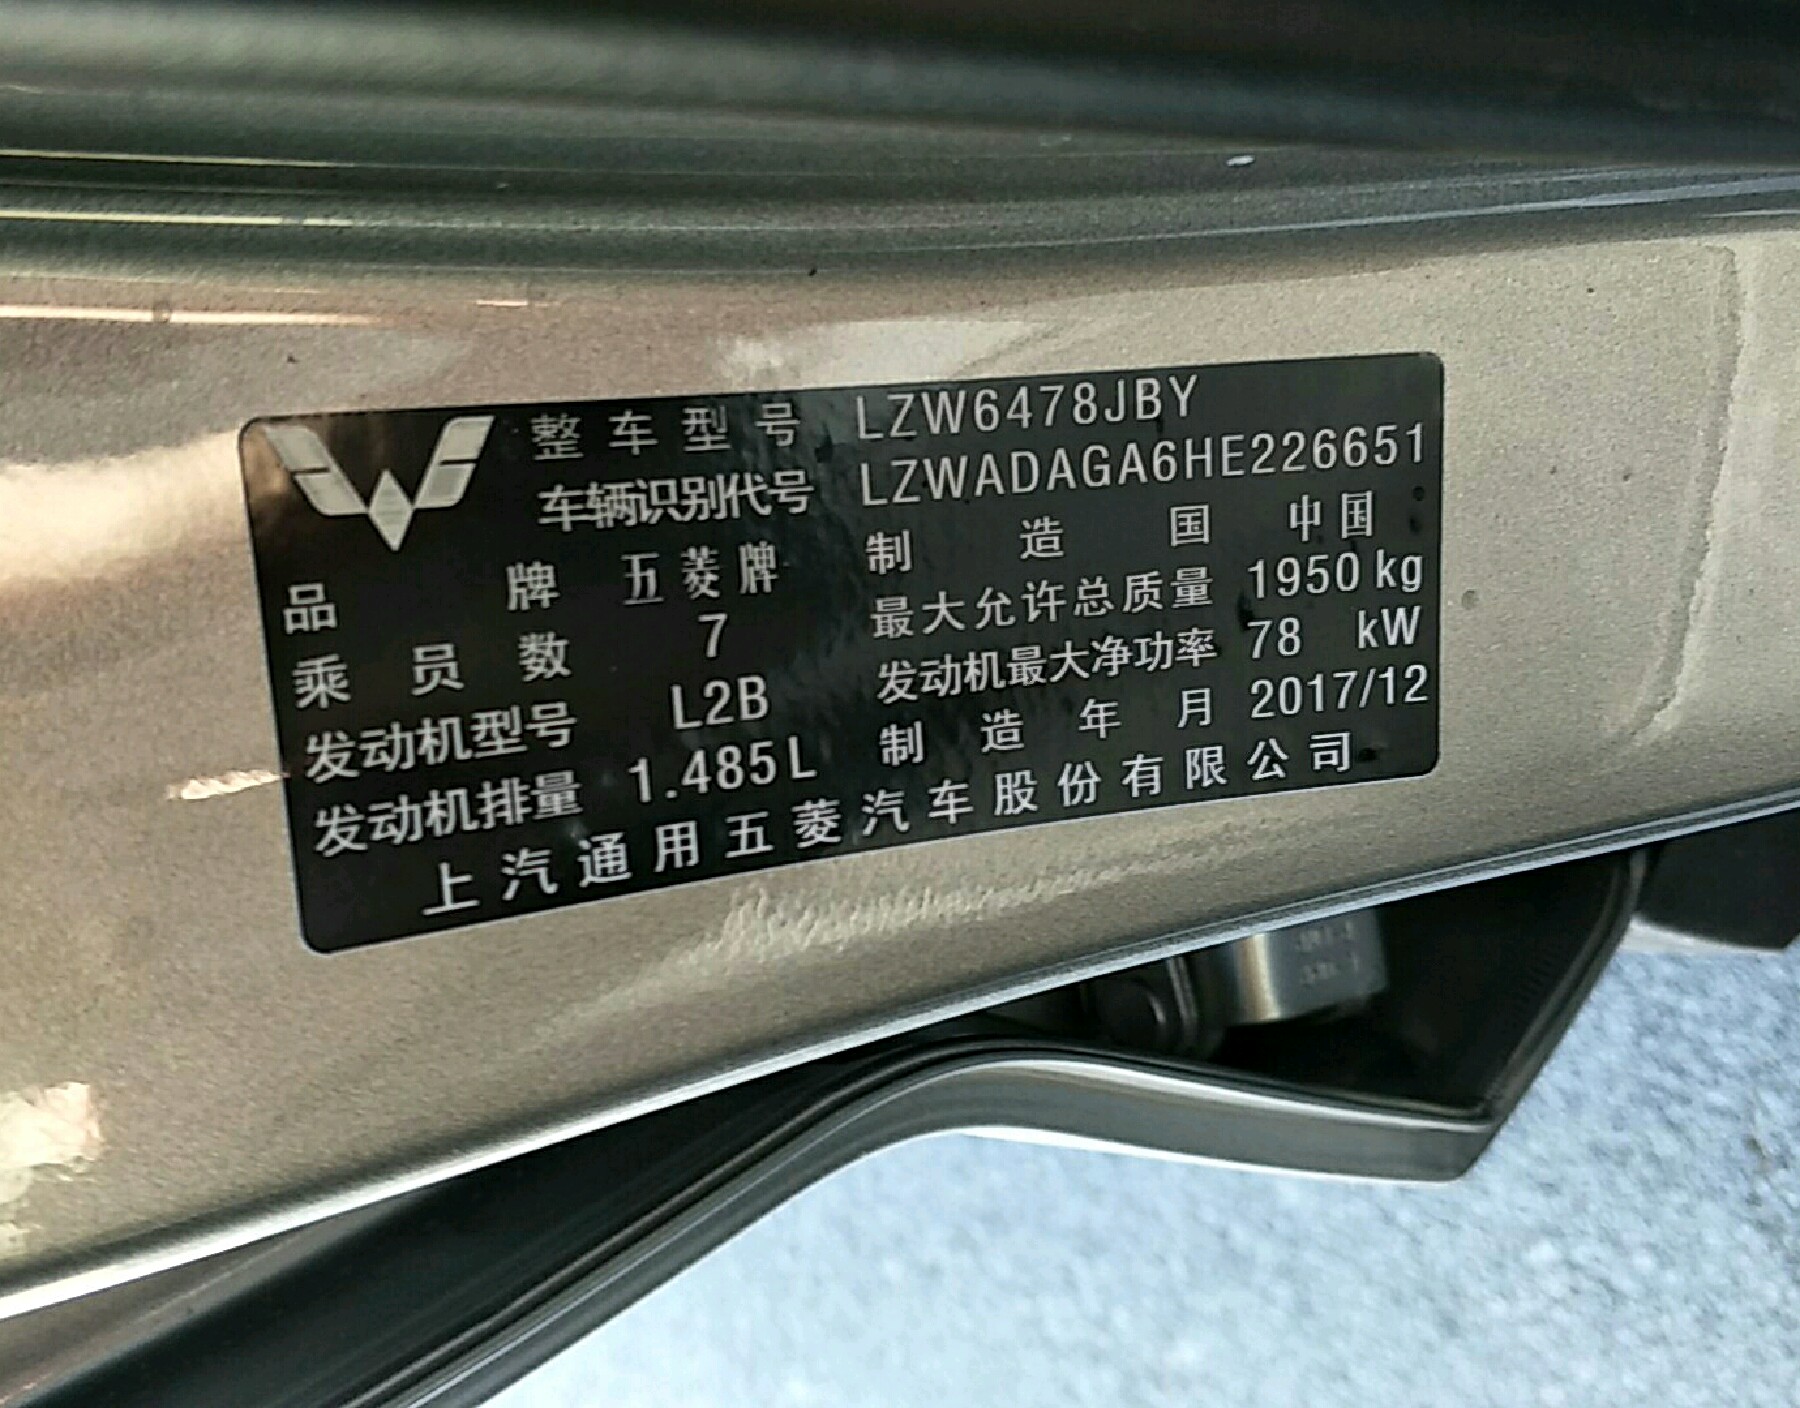 整车型号 LZW6478JBY
车辆识别代号 LZWADAGA6HE226651
品牌 五菱牌 制造国 中国
乘员数 7 最大允许总质量 1950 kg
发动机型号 L2B 发动机最大净功率 78 kW
发动机排量 1.485L 制造年月 2017/12
上汽通用五菱汽车股份有限公司